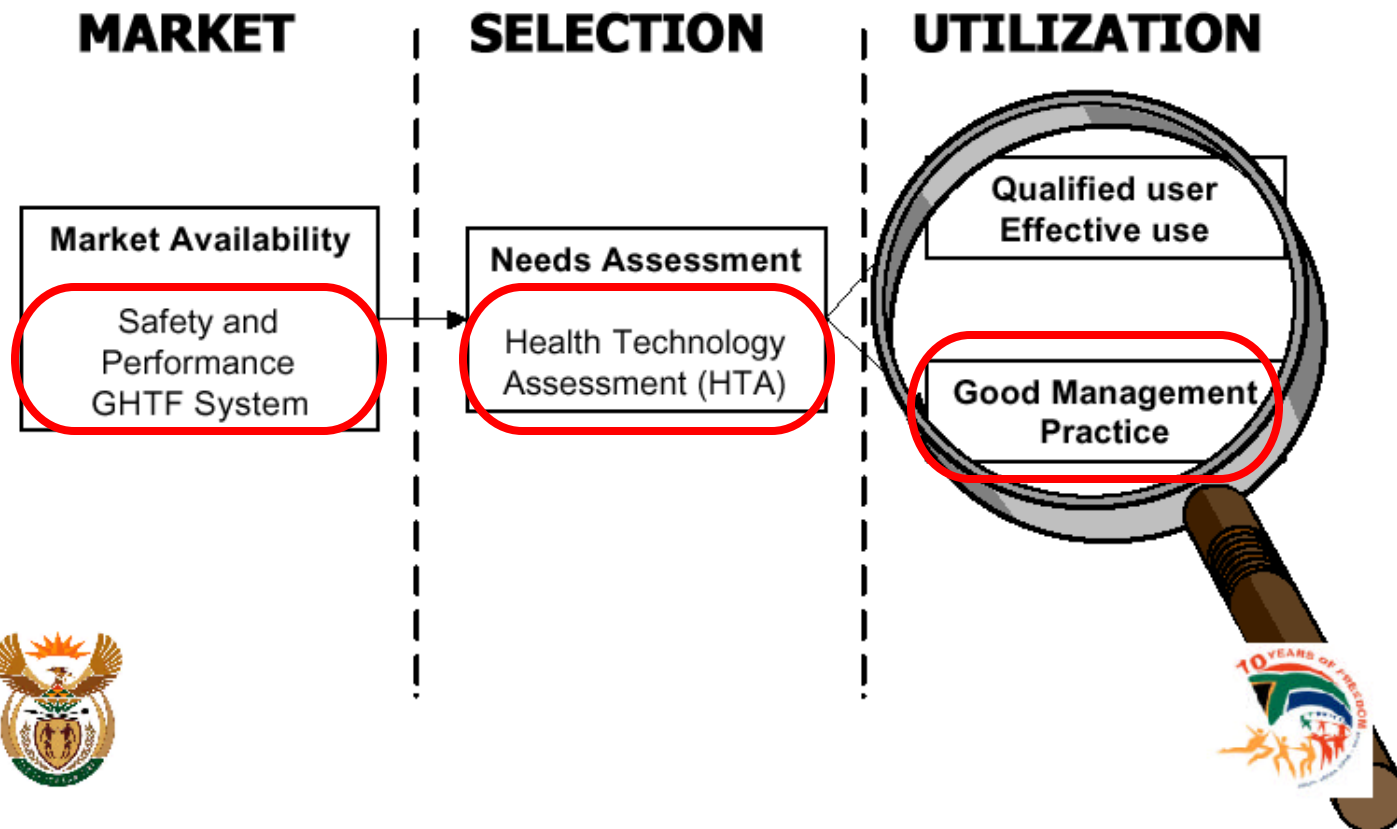 MARKET
SELECTION
UTILIZATION
Market Availability
Safety and
Performance
GHTF System
Needs Assessment
Health Technology
Assessment (HTA)
Qualified user
Effective use
Good Management
Practice
10 YEARS OF FREEDOM